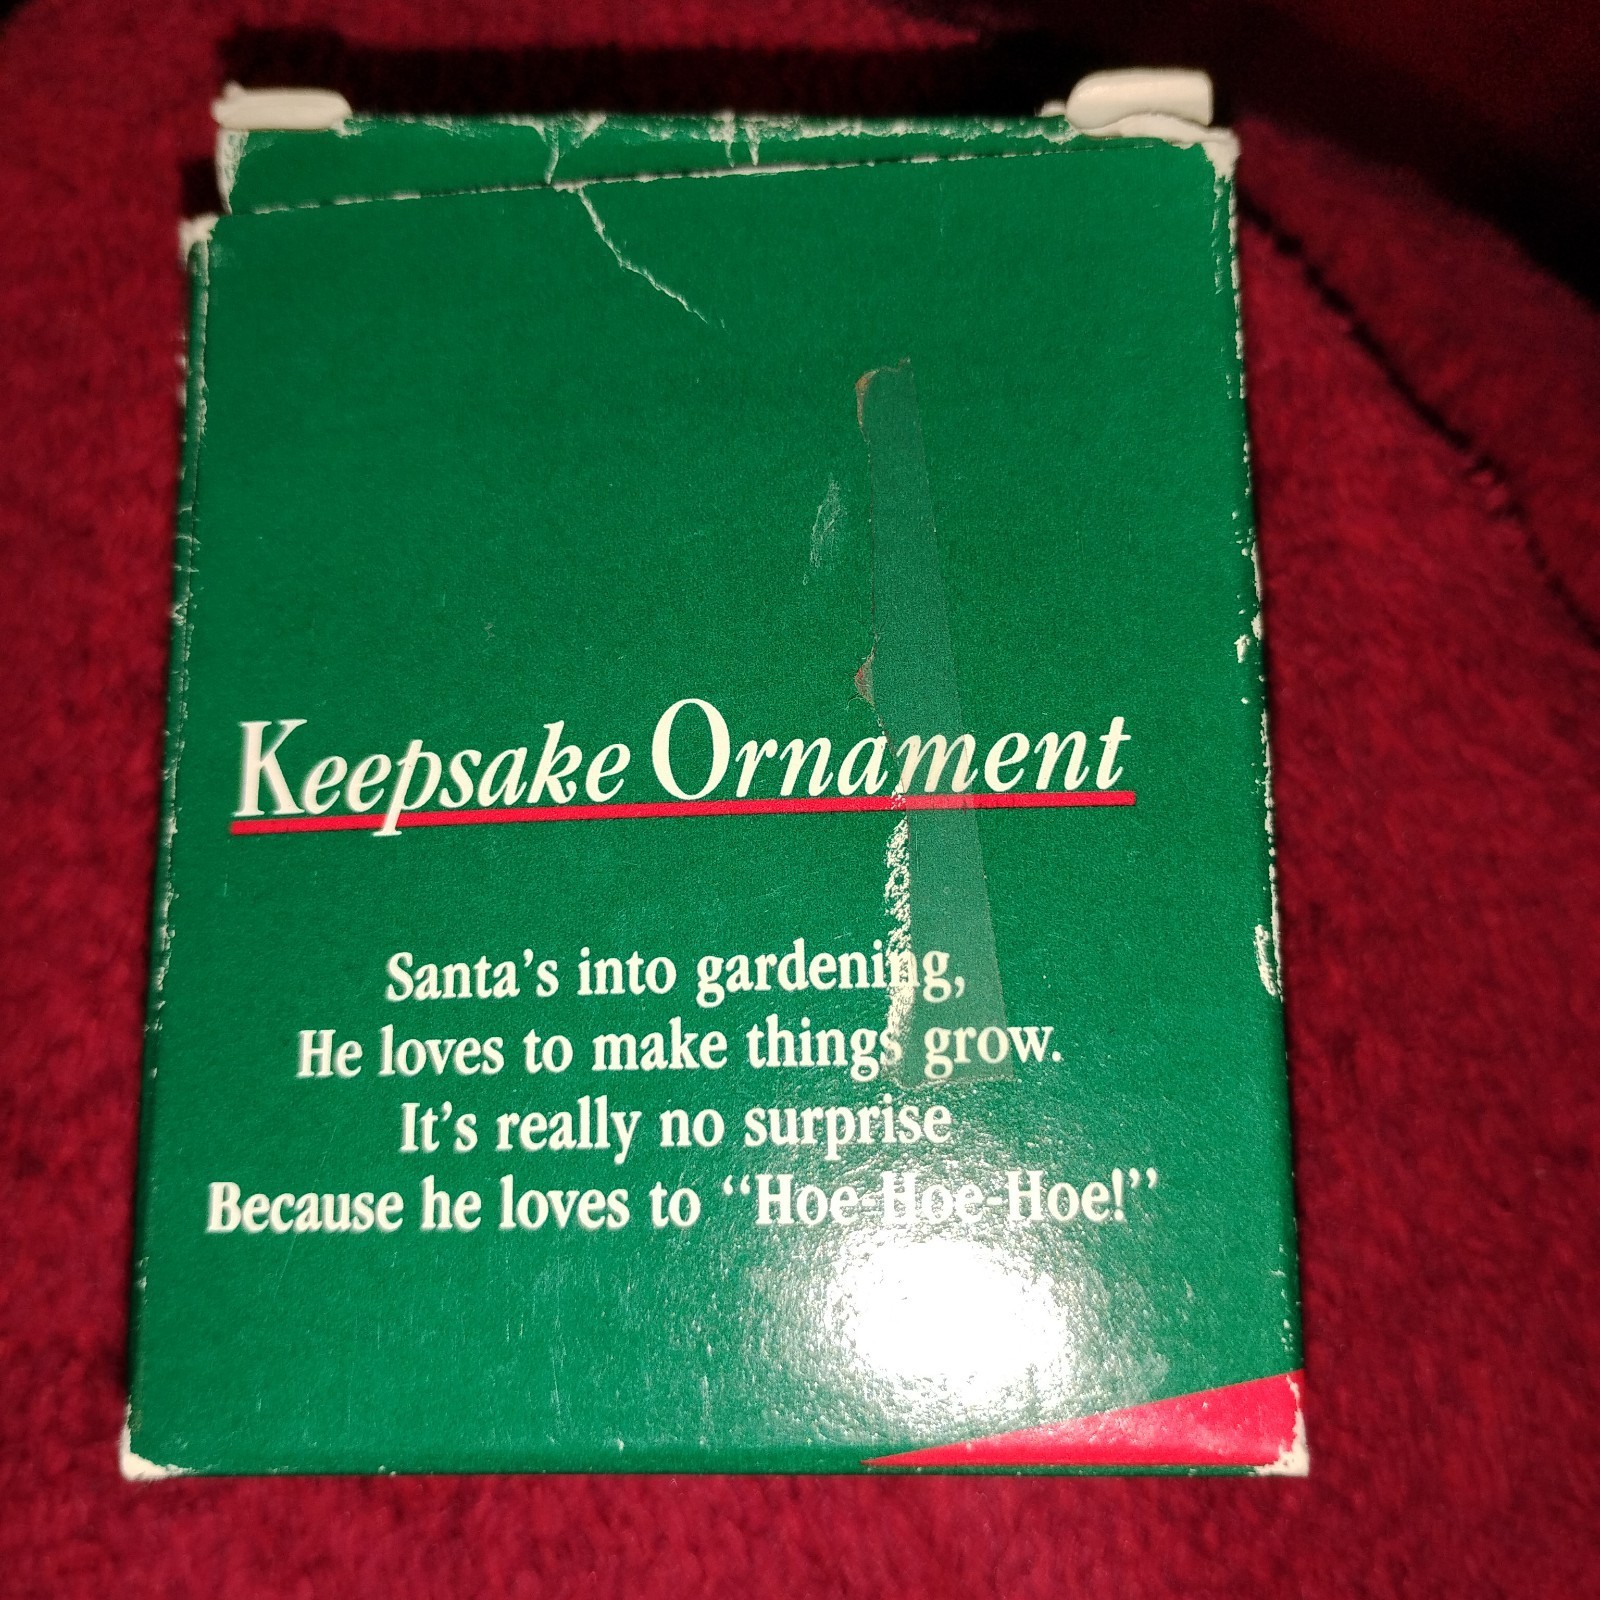 Keepsake Ornament
Santa's into gardening,
He loves to make things grow.
It's really no surprise
Because he loves to “Hoe-Hoe-Hoe!”